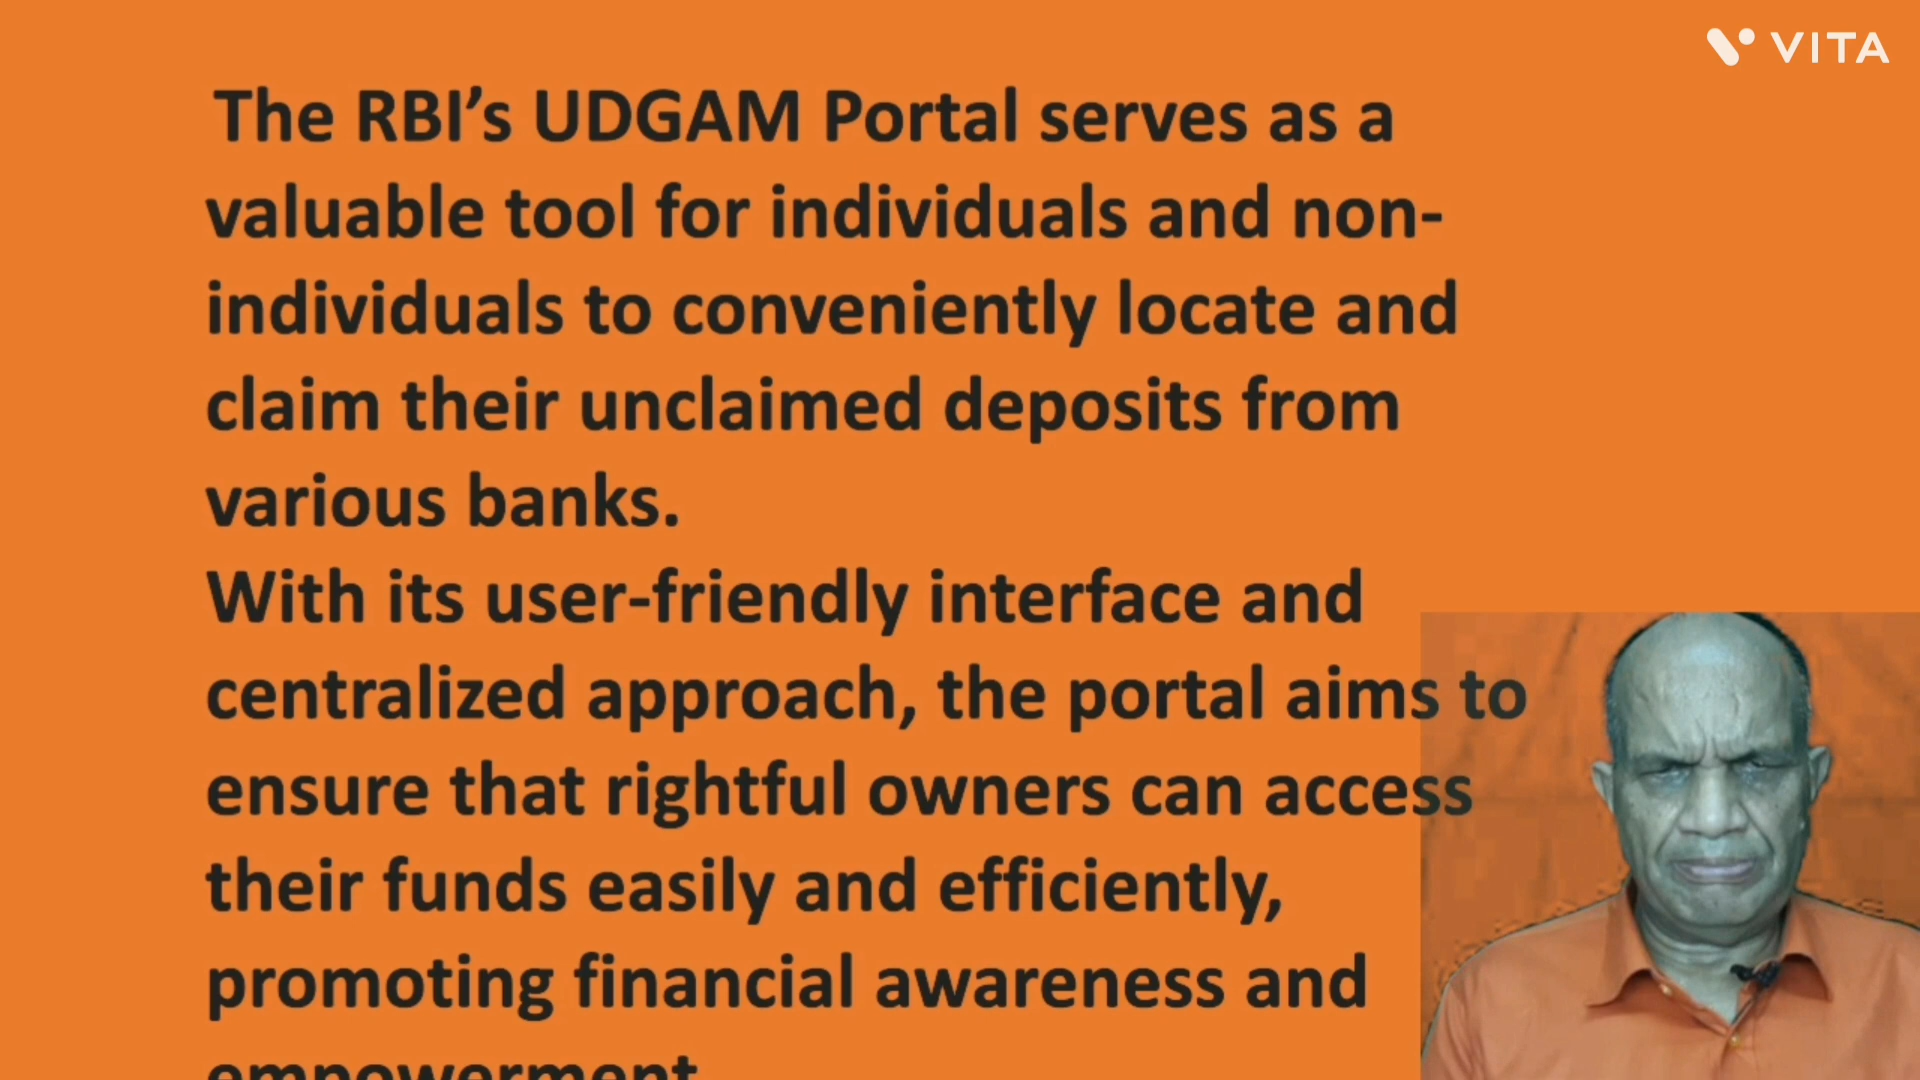 VITA
The RBI’s UDGAM Portal serves as a
valuable tool for individuals and non-
individuals to conveniently locate and
claim their unclaimed deposits from
various banks.
With its user-friendly interface and
centralized approach, the portal aims to
ensure that rightful owners can access
their funds easily and efficiently,
promoting financial awareness and
empowerment